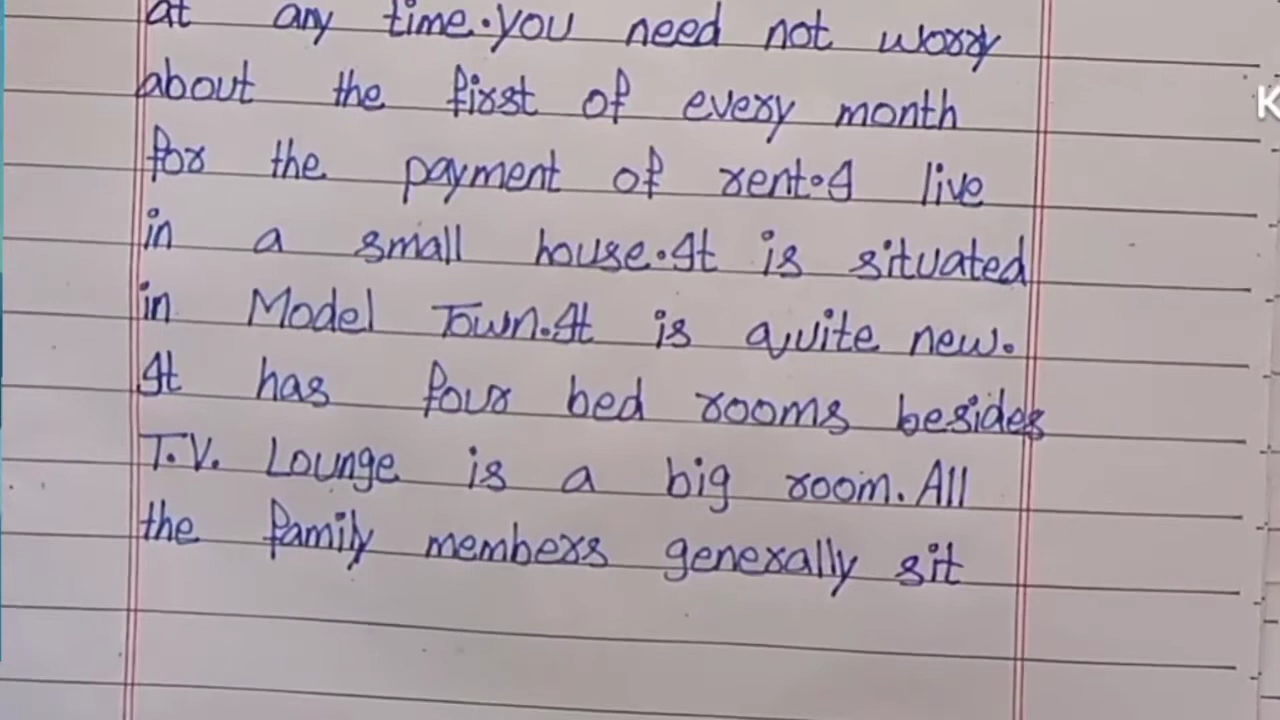 at any time.you need not worry
about the first of every month
for the payment of rent.I live
in a small house.It is situated
in Model Town.It is quite new.
It has four bed rooms besides
T.V. Lounge is a big room. All
the family members generally sit
K